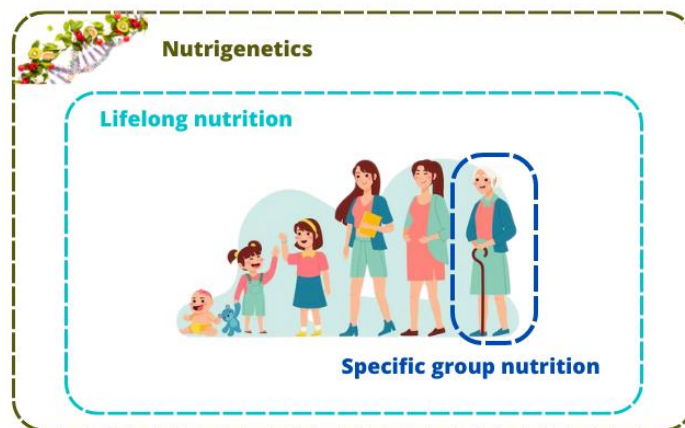 Nutrigenetics
Lifelong nutrition
Specific group nutrition